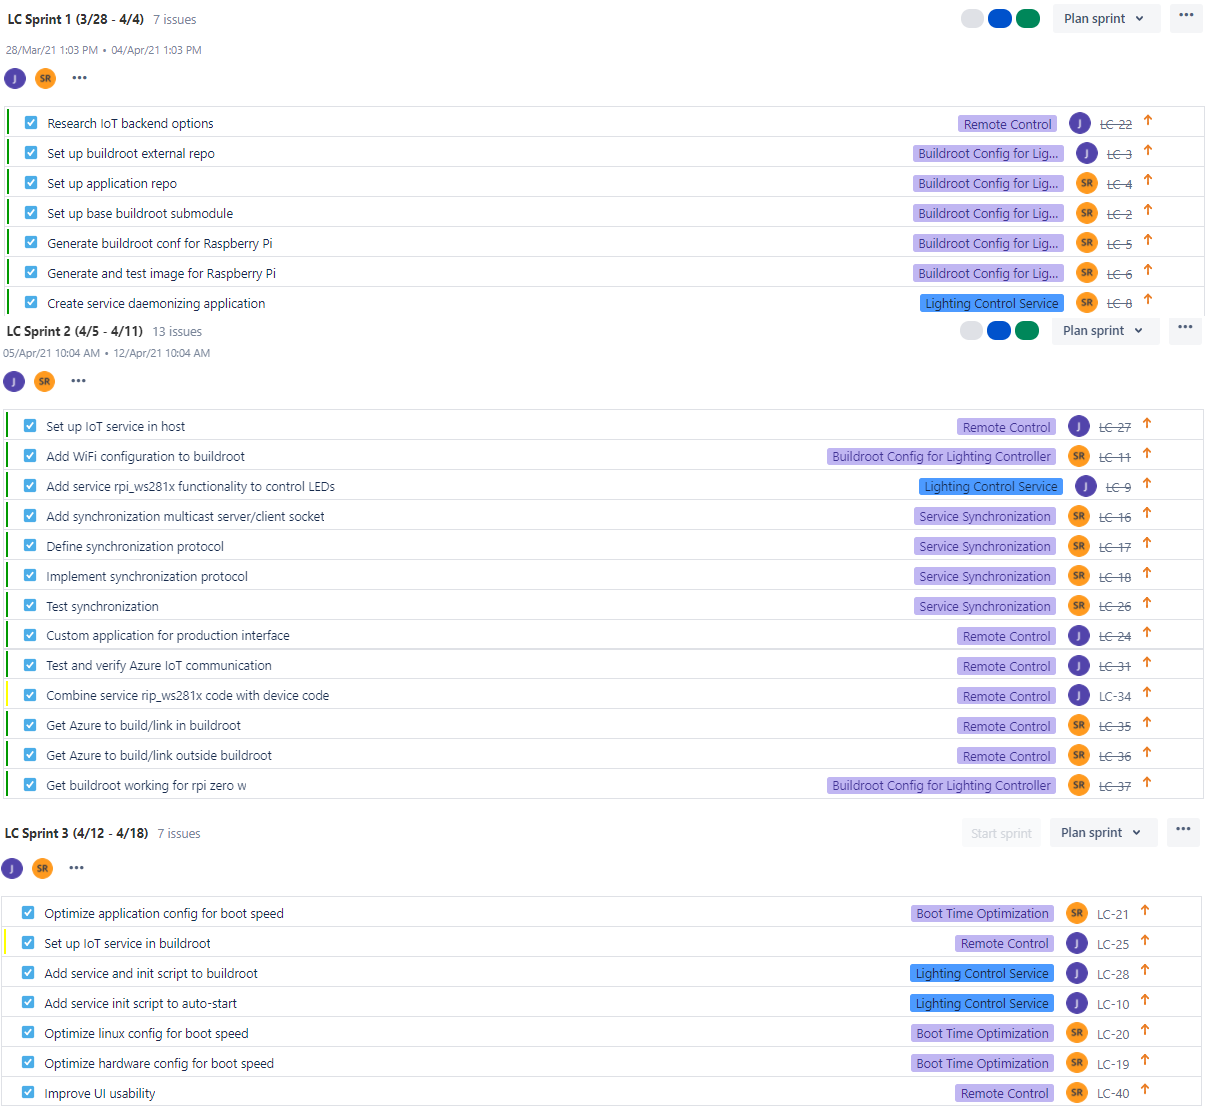 LC Sprint 1 (3/28 - 4/4) 7 issues Plan sprint •••
28/Mar/21 1:03 PM • 04/Apr/21 1:03 PM
J SR •••
Research IoT backend options Remote Control J LC-22
Set up buildroot external repo Buildroot Config for Lig... J LC-3
Set up application repo Buildroot Config for Lig... SR LC-4
Set up base buildroot submodule Buildroot Config for Lig... SR LC-2
Generate buildroot conf for Raspberry Pi Buildroot Config for Lig... SR LC-5
Generate and test image for Raspberry Pi Buildroot Config for Lig... SR LC-6
Create service daemonizing application Lighting Control Service SR LC-8
LC Sprint 2 (4/5 - 4/11) 13 issues Plan sprint •••
05/Apr/21 10:04 AM • 12/Apr/21 10:04 AM
J SR •••
Set up IoT service in host Remote Control J LC-27
Add WiFi configuration to buildroot Buildroot Config for Lighting Controller SR LC-11
Add service rpi_ws281x functionality to control LEDs Lighting Control Service J LC-9
Add synchronization multicast server/client socket Service Synchronization SR LC-16
Define synchronization protocol Service Synchronization SR LC-17
Implement synchronization protocol Service Synchronization SR LC-18
Test synchronization Service Synchronization SR LC-26
Custom application for production interface Remote Control J LC-24
Test and verify Azure IoT communication Remote Control J LC-31
Combine service rip_ws281x code with device code Remote Control J LC-34
Get Azure to build/link in buildroot Remote Control SR LC-35
Get Azure to build/link outside buildroot Remote Control SR LC-36
Get buildroot working for rpi zero w Buildroot Config for Lighting Controller SR LC-37
LC Sprint 3 (4/12 - 4/18) 7 issues Start sprint Plan sprint •••
J SR •••
Optimize application config for boot speed Boot Time Optimization SR LC-21
Set up IoT service in buildroot Remote Control J LC-25
Add service and init script to buildroot Lighting Control Service J LC-28
Add service init script to auto-start Lighting Control Service J LC-10
Optimize linux config for boot speed Boot Time Optimization SR LC-20
Optimize hardware config for boot speed Boot Time Optimization SR LC-19
Improve UI usability Remote Control SR LC-40